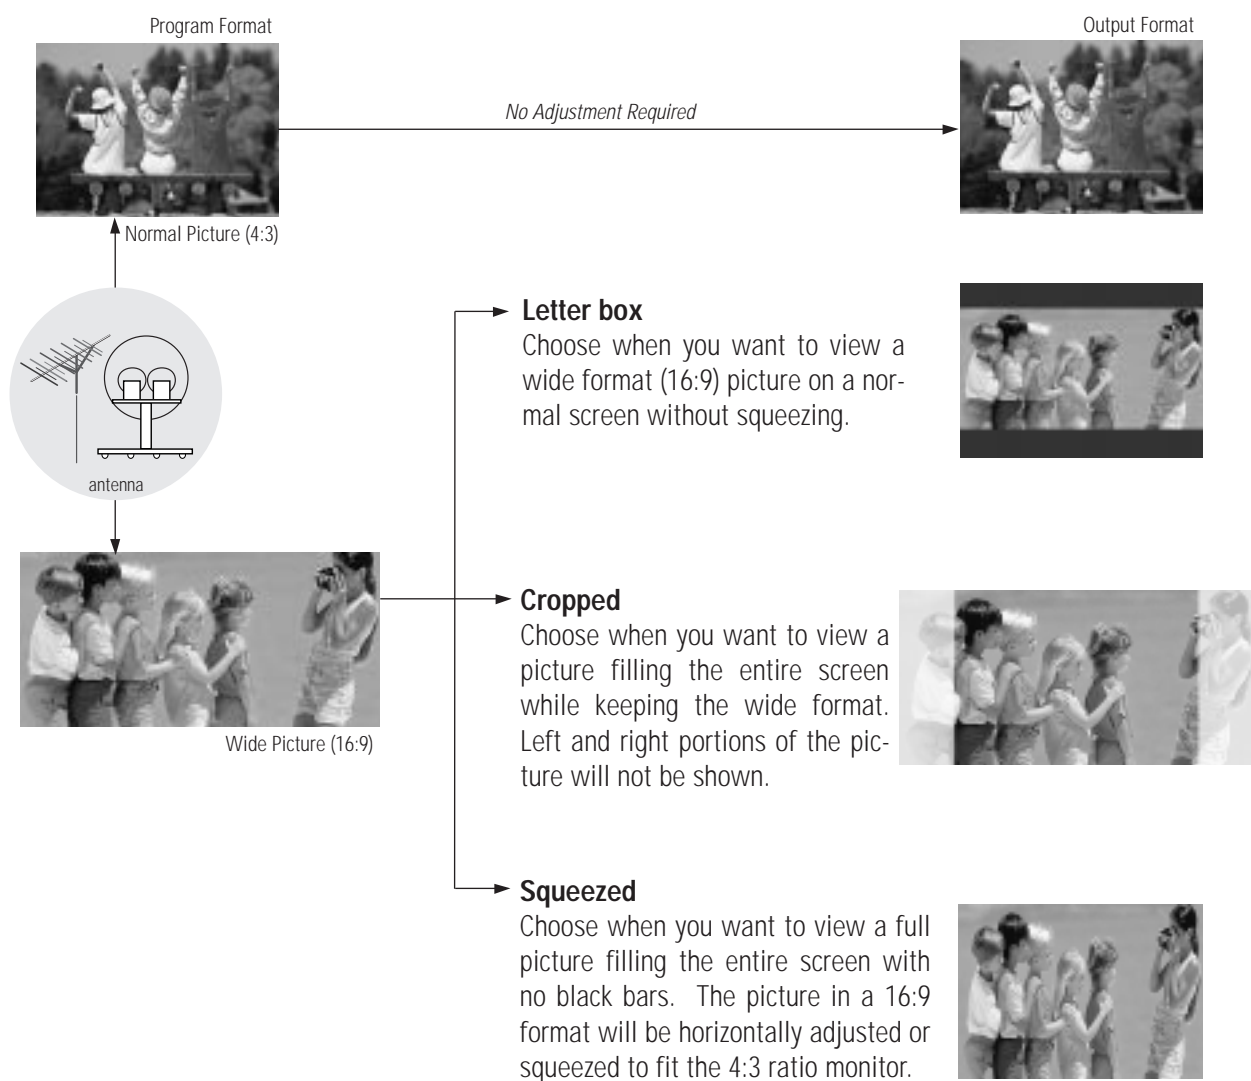 Program Format
Output Format
No Adjustment Required
Normal Picture (4:3)
antenna
Wide Picture (16:9)
Letter box
Choose when you want to view a
wide format (16:9) picture on a nor-
mal screen without squeezing.
Cropped
Choose when you want to view a
picture filling the entire screen
while keeping the wide format.
Left and right portions of the pic-
ture will not be shown.
Squeezed
Choose when you want to view a full
picture filling the entire screen with
no black bars. The picture in a 16:9
format will be horizontally adjusted or
squeezed to fit the 4:3 ratio monitor.